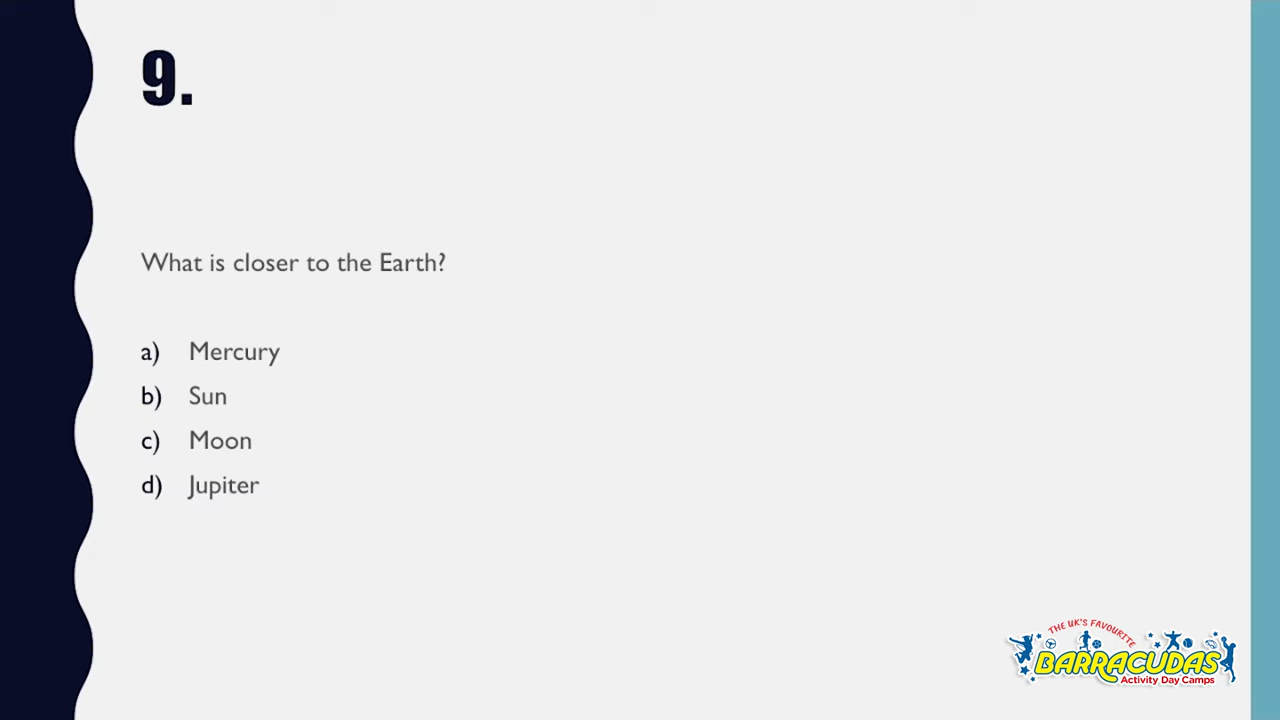 9.
What is closer to the Earth?
a) Mercury
b) Sun
c) Moon
d) Jupiter
THE UK'S FAVOURITE
BARRACUDAS
Activity Day Camps